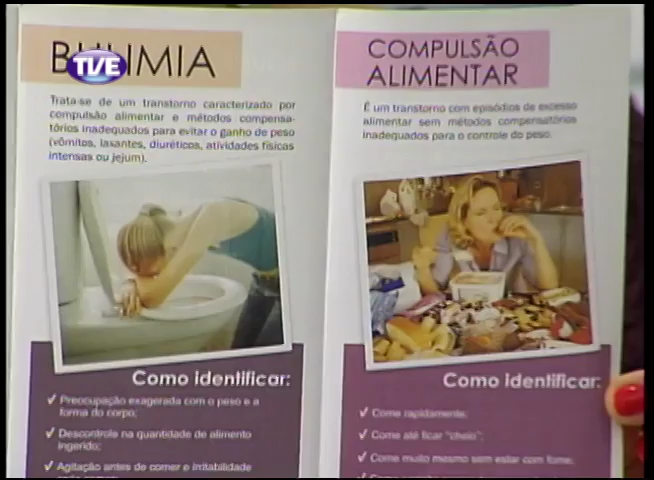 BULIMIA
TVE
Trata-se de um transtorno caracterizado por
compulsão alimentar e métodos compensa-
tórios inadequados para evitar o ganho de peso
(vômitos, laxantes, diuréticos, atividades físicas
intensas ou jejum).
Como identificar:
✓ Preocupação exagerada com o peso e a
forma do corpo;
✓ Descontrole na quantidade de alimento
ingerido;
✓ Agitação antes de comer e irritabilidade
COMPULSÃO
ALIMENTAR
É um transtorno com episódios de excesso
alimentar sem métodos compensatórios
inadequados para o controle do peso.
Como identificar:
✓ Come rapidamente;
✓ Come até ficar "cheio";
✓ Come muito mesmo sem estar com fome;